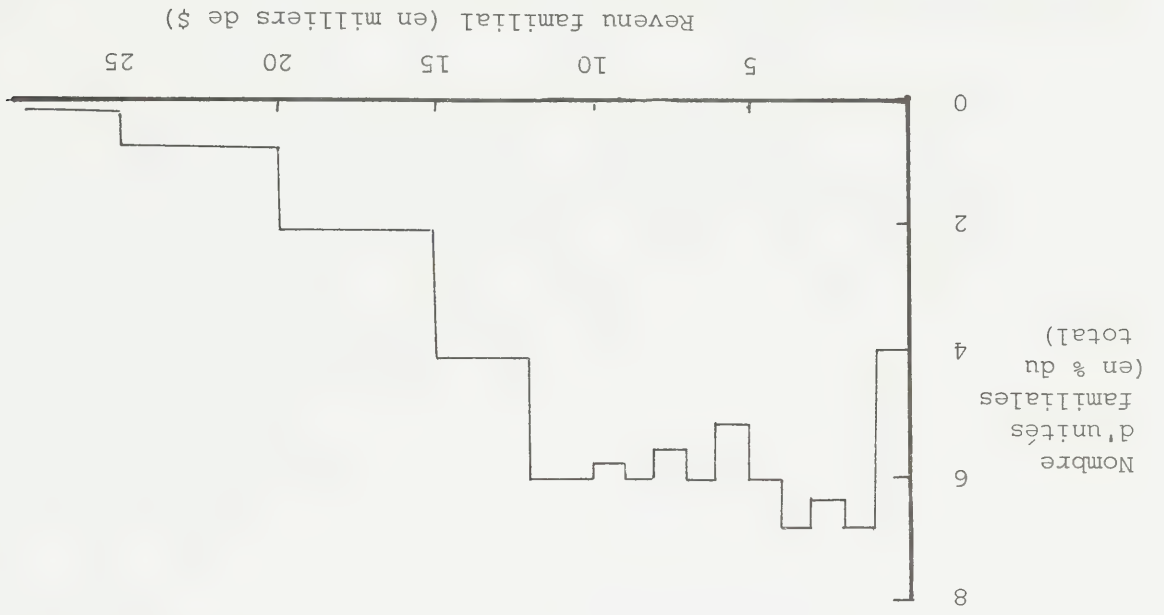 8
Nombre
d'unités
familiales
(en % du
total)
6
4
2
0
5
10
15
20
25
Revenu familial (en milliers de $)